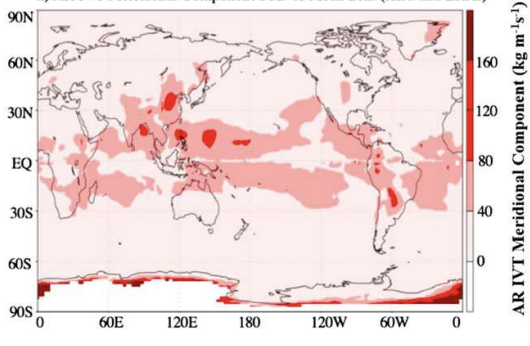 90N
60N
30N
EQ
30S
60S
90S
0 60E 120E 180 120W 60W 0
160
120
80
40
0
AR IVT Meridional Component (kg m-1s-1)